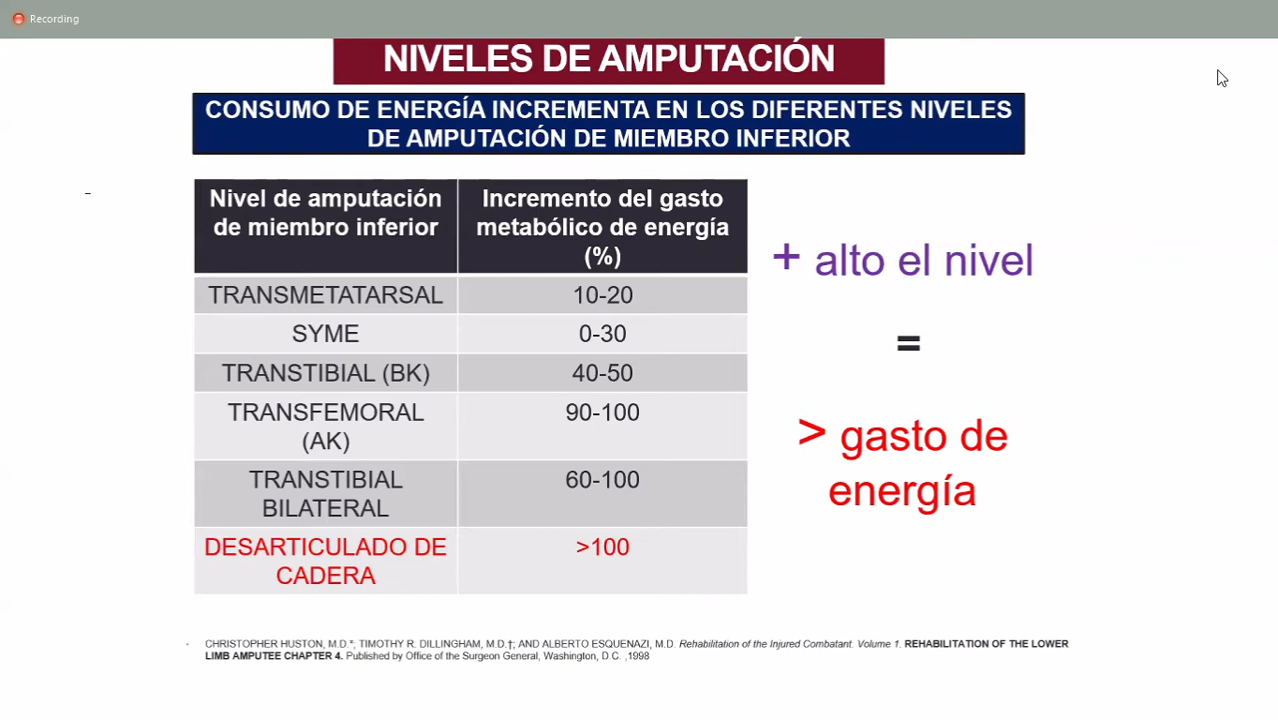 Recording
NIVELES DE AMPUTACIÓN
CONSUMO DE ENERGÍA INCREMENTA EN LOS DIFERENTES NIVELES
DE AMPUTACIÓN DE MIEMBRO INFERIOR
Nivel de amputación
de miembro inferior
Incremento del gasto
metabólico de energía
(%)
TRANSMETATARSAL
10-20
SYME
0-30
TRANSTIBIAL (BK)
40-50
TRANSFEMORAL
(AK)
90-100
TRANSTIBIAL
BILATERAL
60-100
DESARTICULADO DE
CADERA
>100
+ alto el nivel
=
> gasto de
energía
- CHRISTOPHER HUSTON, M.D.*; TIMOTHY R. DILLINGHAM, M.D.†; AND ALBERTO ESQUENAZI, M.D. Rehabilitation of the Injured Combatant. Volume 1. REHABILITATION OF THE LOWER
LIMB AMPUTEE CHAPTER 4. Published by Office of the Surgeon General, Washington, D.C. ,1998